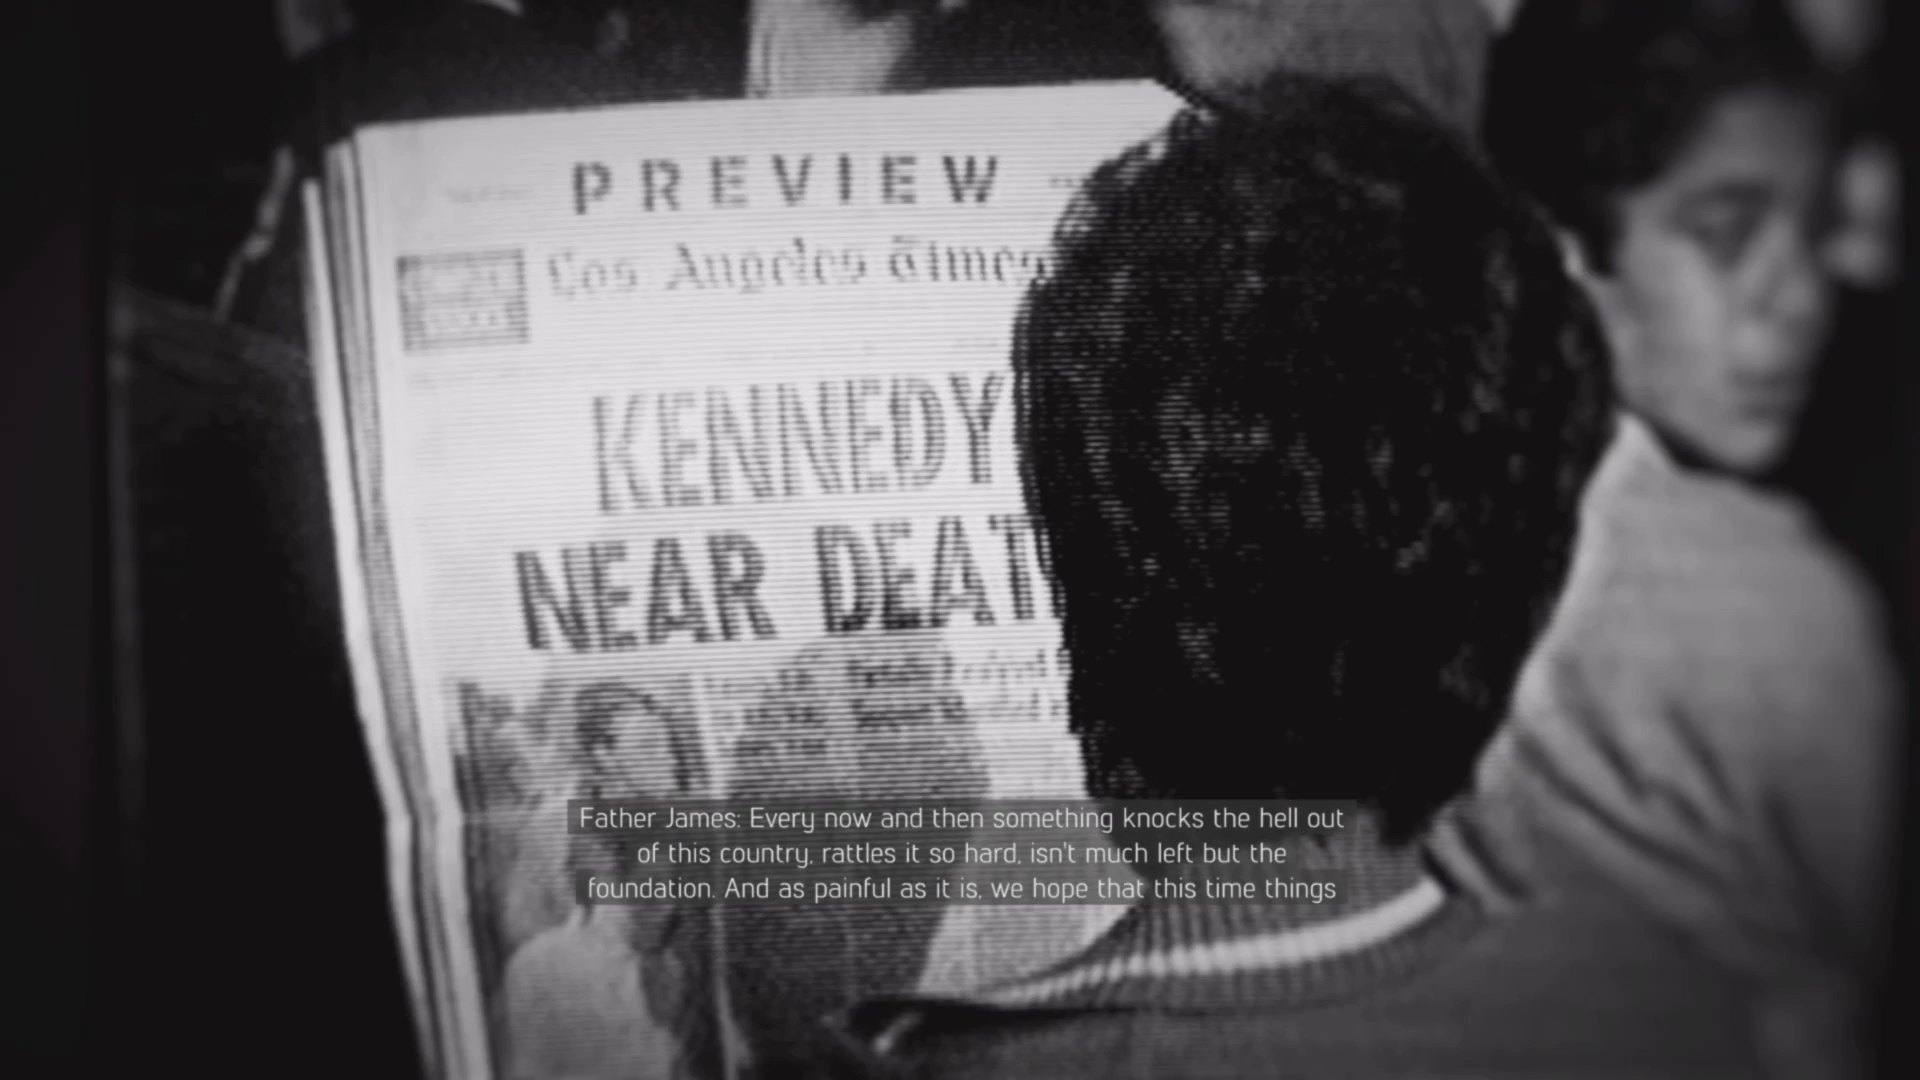 PREVIEW
Los Angeles Times
KENNEDY
NEAR DEAT
Father James: Every now and then something knocks the hell out
of this country, rattles it so hard, isn't much left but the
foundation. And as painful as it is, we hope that this time things